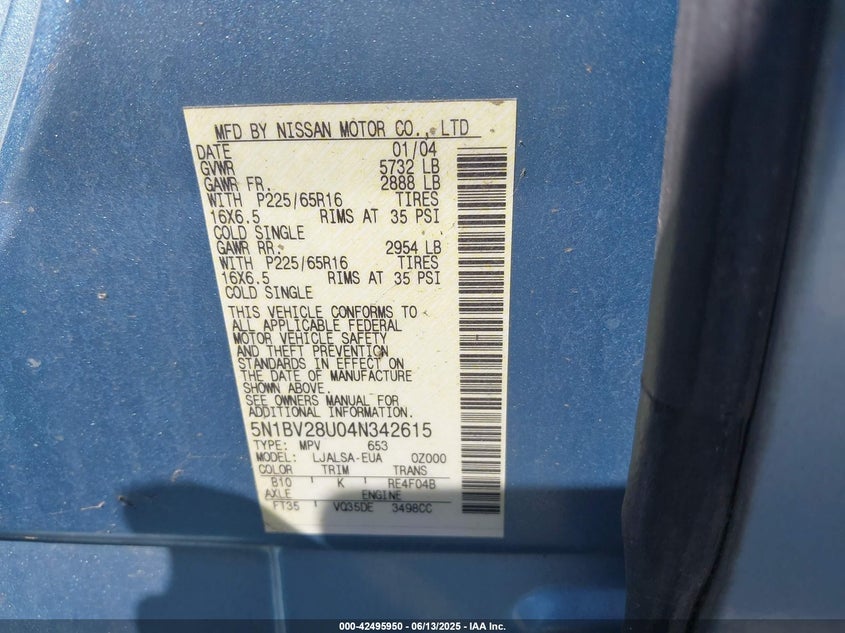 MFD BY NISSAN MOTOR CO., LTD
DATE 01/04
GVWR 5732 LB
GAWR FR. 2888 LB
WITH P225/65R16 TIRES
16X6.5 RIMS AT 35 PSI
COLD SINGLE
GAWR RR. 2954 LB
WITH P225/65R16 TIRES
16X6.5 RIMS AT 35 PSI
COLD SINGLE
THIS VEHICLE CONFORMS TO
ALL APPLICABLE FEDERAL
MOTOR VEHICLE SAFETY
AND THEFT PREVENTION
STANDARDS IN EFFECT ON
THE DATE OF MANUFACTURE
SHOWN ABOVE.
SEE OWNERS MANUAL FOR
ADDITIONAL INFORMATION.
5N1BV28U04N342615
TYPE: MPV 653
MODEL: LJALSA-EUA 0Z000
COLOR TRIM TRANS
B10 K RE4F04B
AXLE ENGINE
FT35 VQ35DE 3498CC
000-42495950 - 06/13/2025 - IAA Inc.